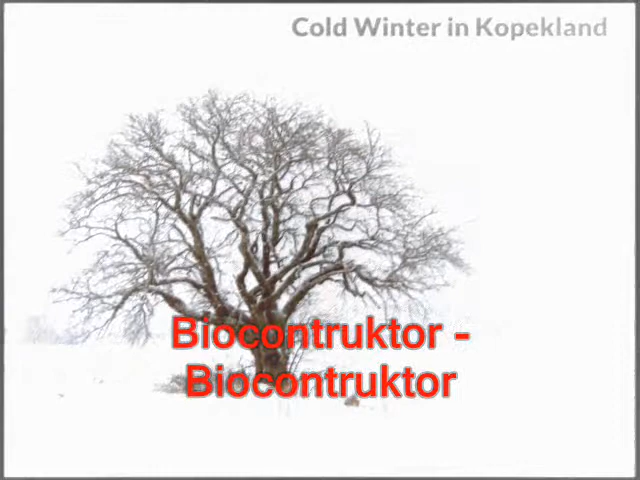 Cold Winter in Kopekland
Biocontruktor -
Biocontruktor